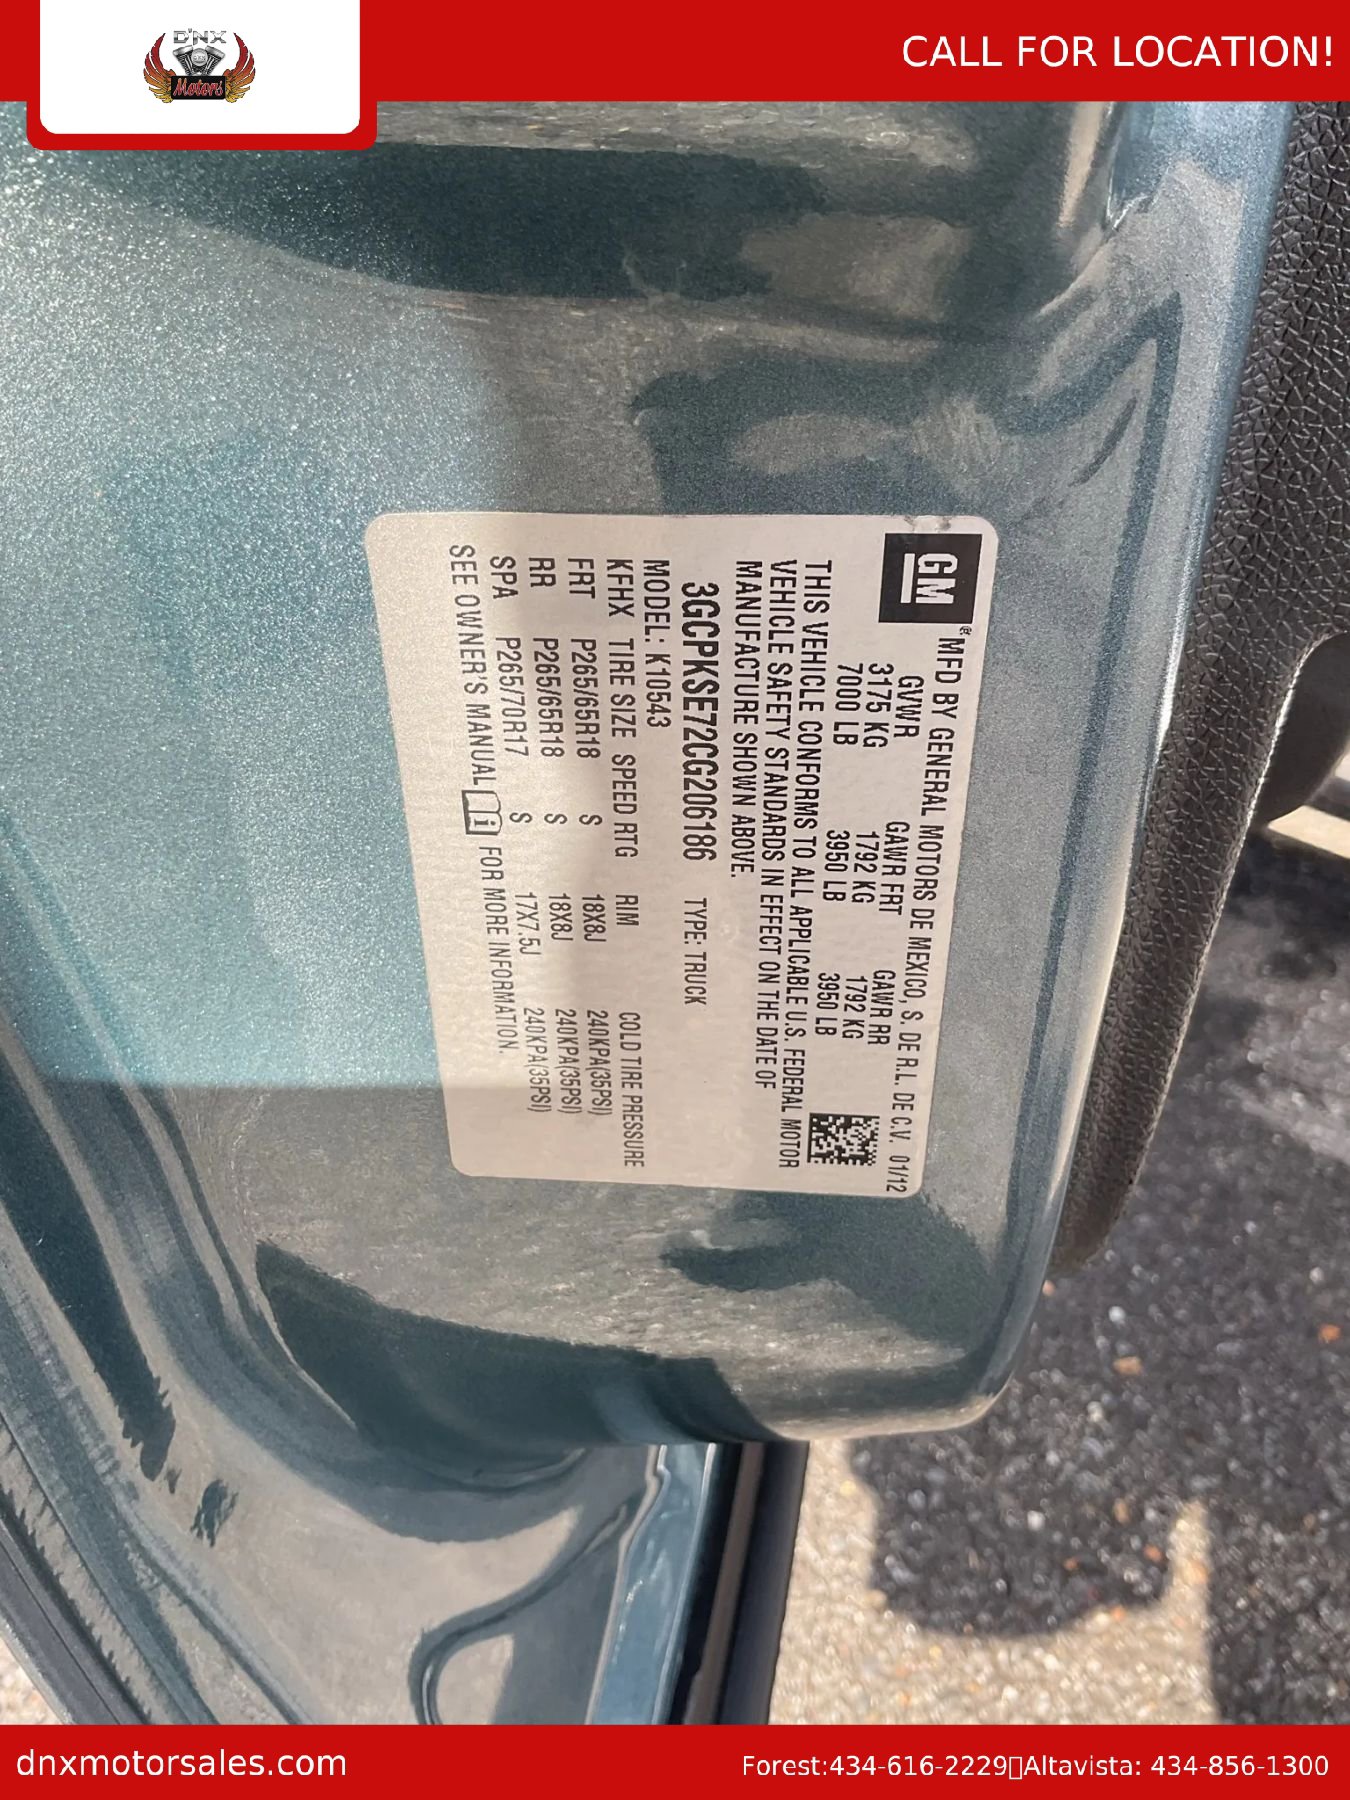 D'NX
Motors
CALL FOR LOCATION!
GM
MFD BY GENERAL MOTORS DE MEXICO, S. DE R.L. DE C.V. 01/12
GVWR GAWR FRT GAWR RR
3175 KG 1792 KG 1792 KG
7000 LB 3950 LB 3950 LB
THIS VEHICLE CONFORMS TO ALL APPLICABLE U.S. FEDERAL MOTOR
VEHICLE SAFETY STANDARDS IN EFFECT ON THE DATE OF
MANUFACTURE SHOWN ABOVE.
3GCPKSE72CG206186 TYPE: TRUCK
MODEL: K10543
KFHX TIRE SIZE SPEED RTG RIM COLD TIRE PRESSURE
FRT P265/65R18 S 18X8J 240KPA(35PSI)
RR P265/65R18 S 18X8J 240KPA(35PSI)
SPA P265/70R17 S 17X7.5J 240KPA(35PSI)
SEE OWNER'S MANUAL i FOR MORE INFORMATION.
dnxmotorsales.com
Forest:434-616-2229▯Altavista: 434-856-1300